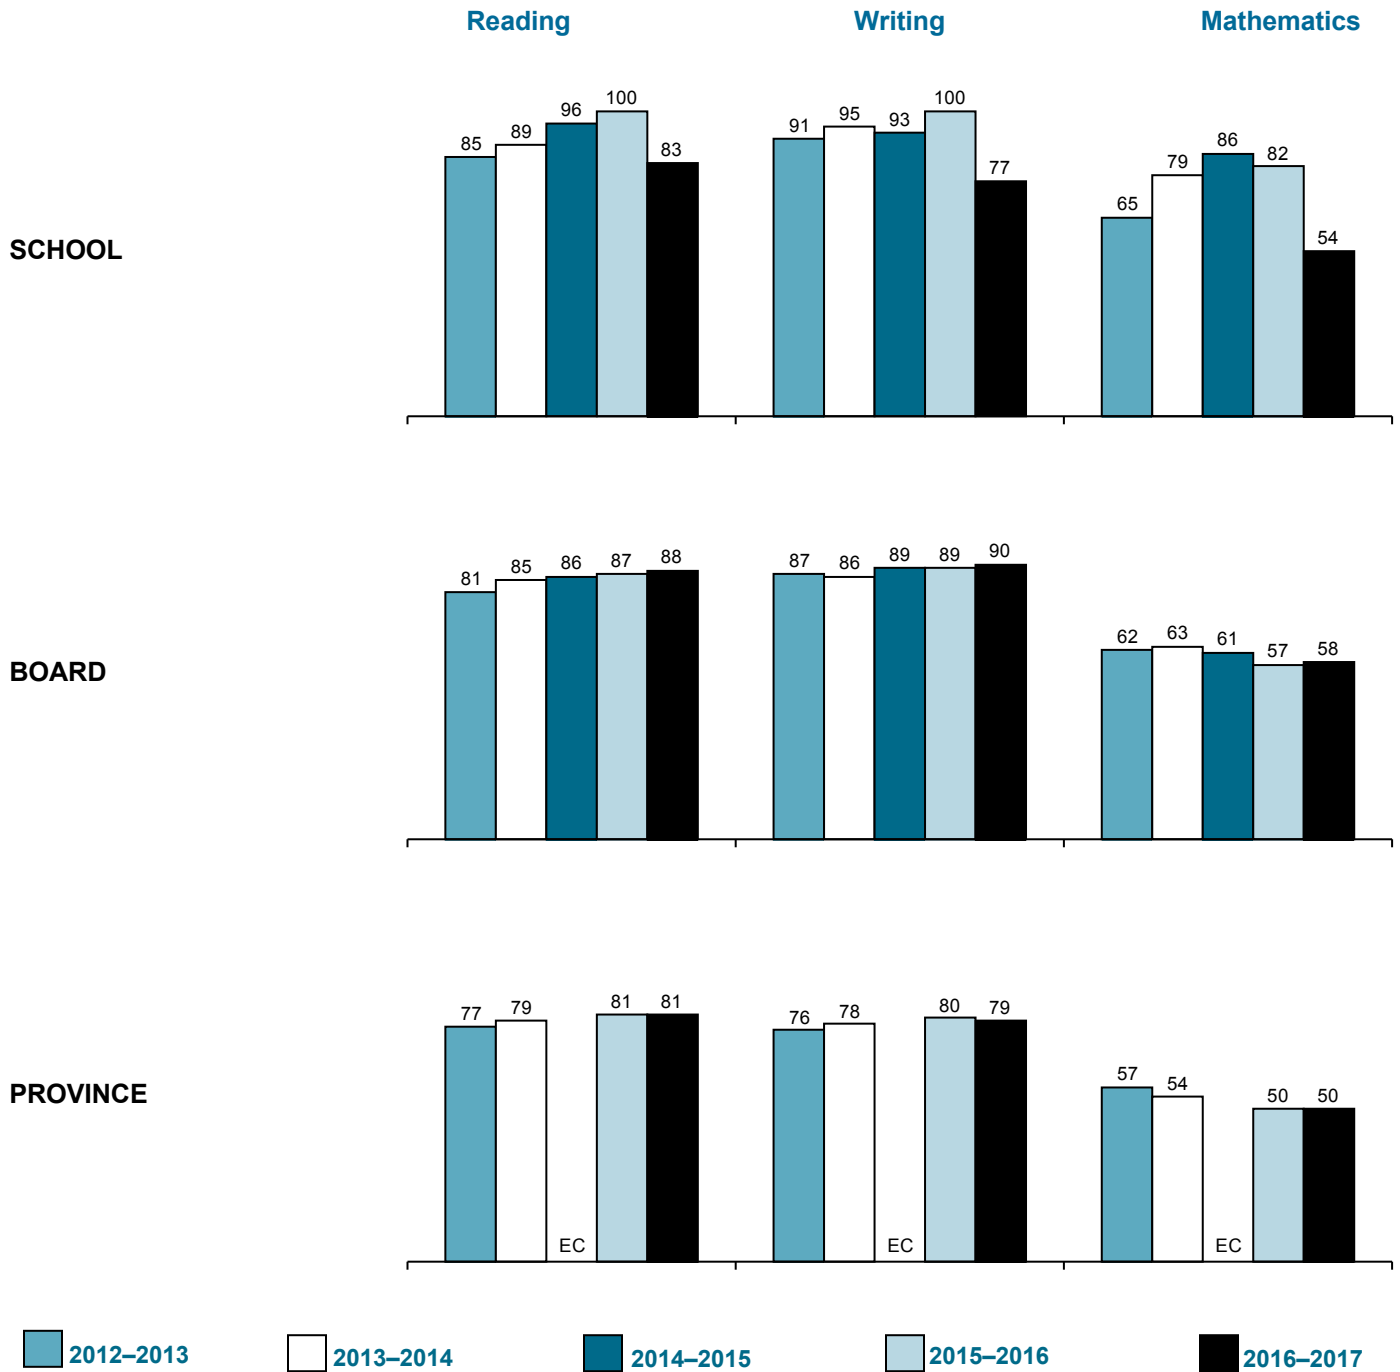 Reading Writing Mathematics
SCHOOL
85 89 96 100 83
91 95 93 100 77
65 79 86 82 54
BOARD
81 85 86 87 88
87 86 89 89 90
62 63 61 57 58
PROVINCE
77 79 EC 81 81
76 78 EC 80 79
57 54 EC 50 50
2012–2013 2013–2014 2014–2015 2015–2016 2016–2017